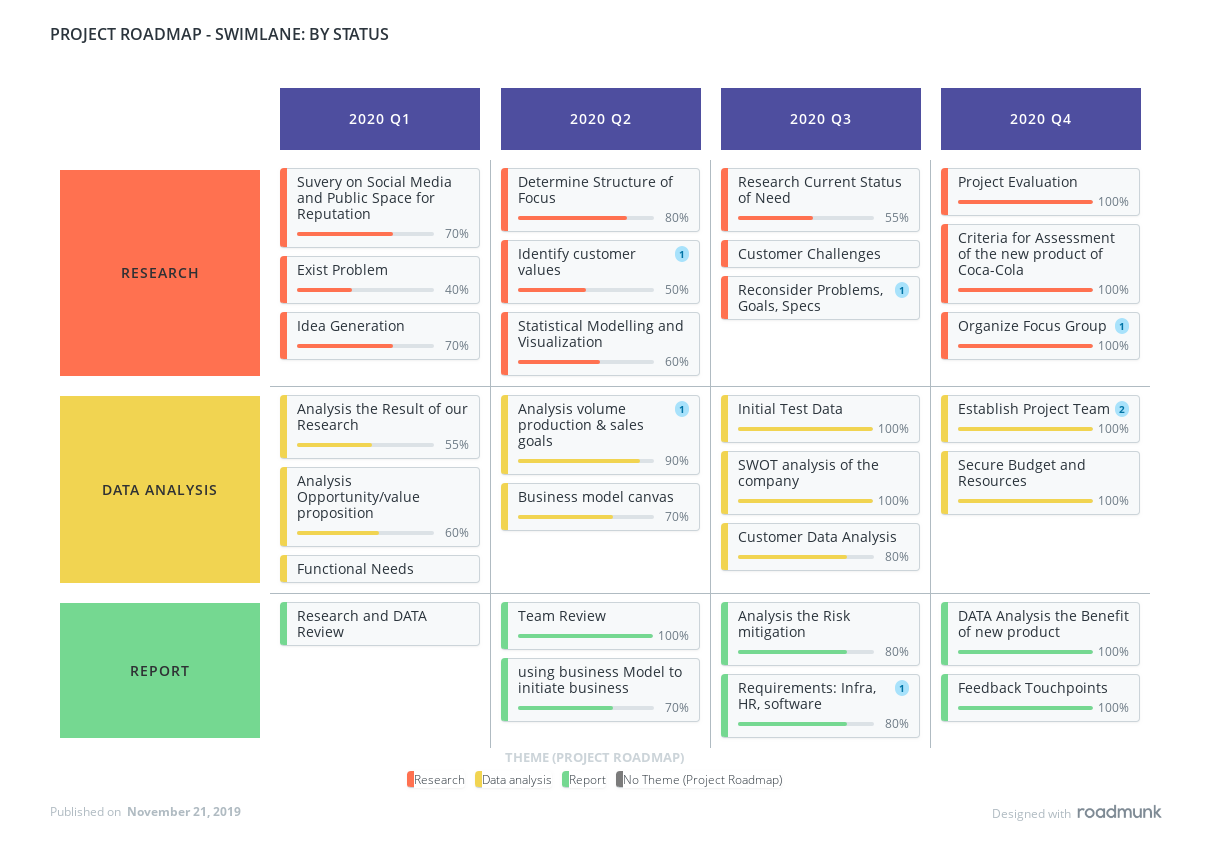 PROJECT ROADMAP - SWIMLANE: BY STATUS
2020 Q1
2020 Q2
2020 Q3
2020 Q4
RESEARCH
Suvery on Social Media
and Public Space for
Reputation
70%
Exist Problem
40%
Idea Generation
70%
Determine Structure of
Focus
80%
Identify customer 1
values
50%
Statistical Modelling and
Visualization
60%
Research Current Status
of Need
55%
Customer Challenges
Reconsider Problems, 1
Goals, Specs
Project Evaluation
100%
Criteria for Assessment
of the new product of
Coca-Cola
100%
Organize Focus Group 1
100%
DATA ANALYSIS
Analysis the Result of our
Research
55%
Analysis
Opportunity/value
proposition
60%
Functional Needs
Analysis volume 1
production & sales
goals
90%
Business model canvas
70%
Initial Test Data
100%
SWOT analysis of the
company
100%
Customer Data Analysis
80%
Establish Project Team 2
100%
Secure Budget and
Resources
100%
REPORT
Research and DATA
Review
Team Review
100%
using business Model to
initiate business
70%
Analysis the Risk
mitigation
80%
Requirements: Infra, 1
HR, software
80%
DATA Analysis the Benefit
of new product
100%
Feedback Touchpoints
100%
THEME (PROJECT ROADMAP)
Research Data analysis Report No Theme (Project Roadmap)
Published on November 21, 2019
Designed with roadmunk